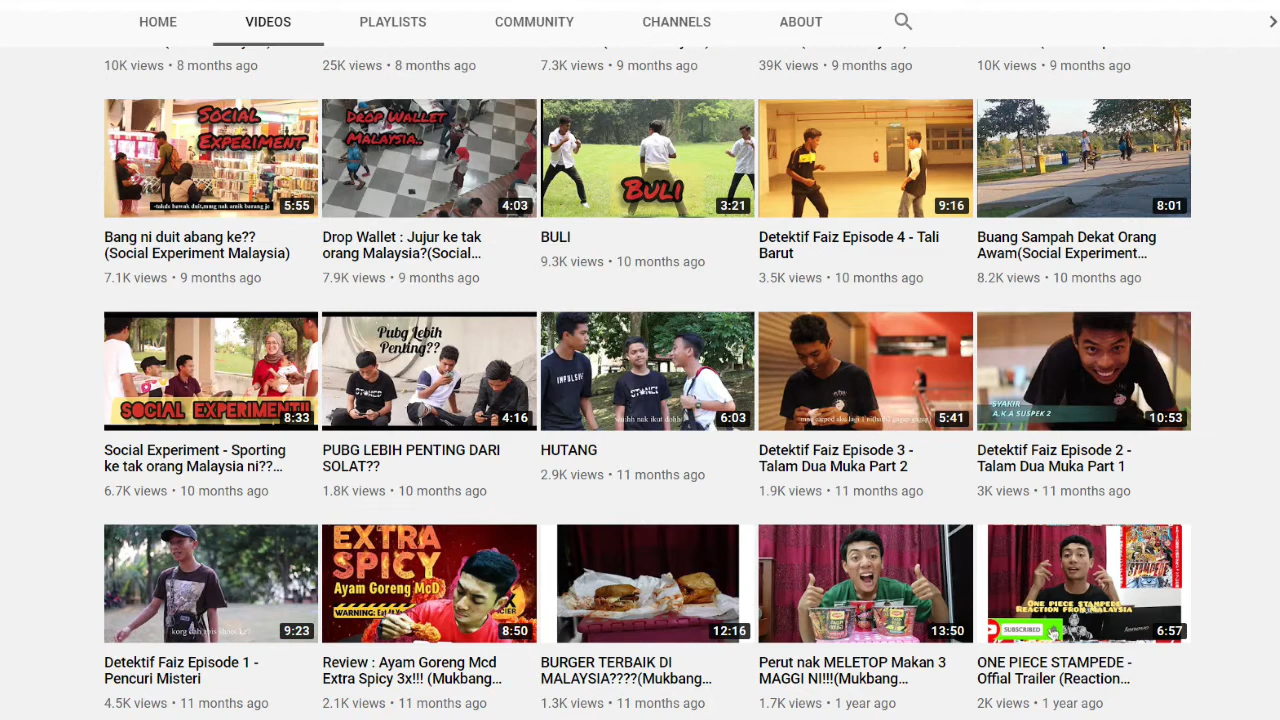 HOME VIDEOS PLAYLISTS COMMUNITY CHANNELS ABOUT
10K views • 8 months ago
25K views • 8 months ago
7.3K views • 9 months ago
39K views • 9 months ago
10K views • 9 months ago
SOCIAL
EXPERIMENT
5:55
DROP WALLET
MALAYSIA..
4:03
BULI
3:21
9:16
8:01
Bang ni duit abang ke??
(Social Experiment Malaysia)
7.1K views • 9 months ago
Drop Wallet : Jujur ke tak
orang Malaysia?(Social...
7.9K views • 9 months ago
BULI
9.3K views • 10 months ago
Detektif Faiz Episode 4 - Tali
Barut
3.5K views • 10 months ago
Buang Sampah Dekat Orang
Awam(Social Experiment...
8.2K views • 10 months ago
SOCIAL EXPERIMENT!!
8:33
Pubg Lebih
Penting??
4:16
IMPULSIVE
6:03
5:41
SYAKIR
A.K.A SUSPEK 2
10:53
Social Experiment - Sporting
ke tak orang Malaysia ni??...
6.7K views • 10 months ago
PUBG LEBIH PENTING DARI
SOLAT??
1.8K views • 10 months ago
HUTANG
2.9K views • 11 months ago
Detektif Faiz Episode 3 -
Talam Dua Muka Part 2
1.9K views • 11 months ago
Detektif Faiz Episode 2 -
Talam Dua Muka Part 1
3K views • 11 months ago
9:23
EXTRA
SPICY
Ayam Goreng McD
WARNING:
8:50
12:16
13:50
STAMPEDE
ONE PIECE STAMPEDE
REACTION FROM MALAYSIA
SUBSCRIBED
6:57
Detektif Faiz Episode 1 -
Pencuri Misteri
4.5K views • 11 months ago
Review : Ayam Goreng Mcd
Extra Spicy 3x!!! (Mukbang...
2.1K views • 11 months ago
BURGER TERBAIK DI
MALAYSIA????(Mukbang...
1.3K views • 11 months ago
Perut nak MELETOP Makan 3
MAGGI NI!!!(Mukbang...
1.7K views • 1 year ago
ONE PIECE STAMPEDE -
Offial Trailer (Reaction...
2K views • 1 year ago